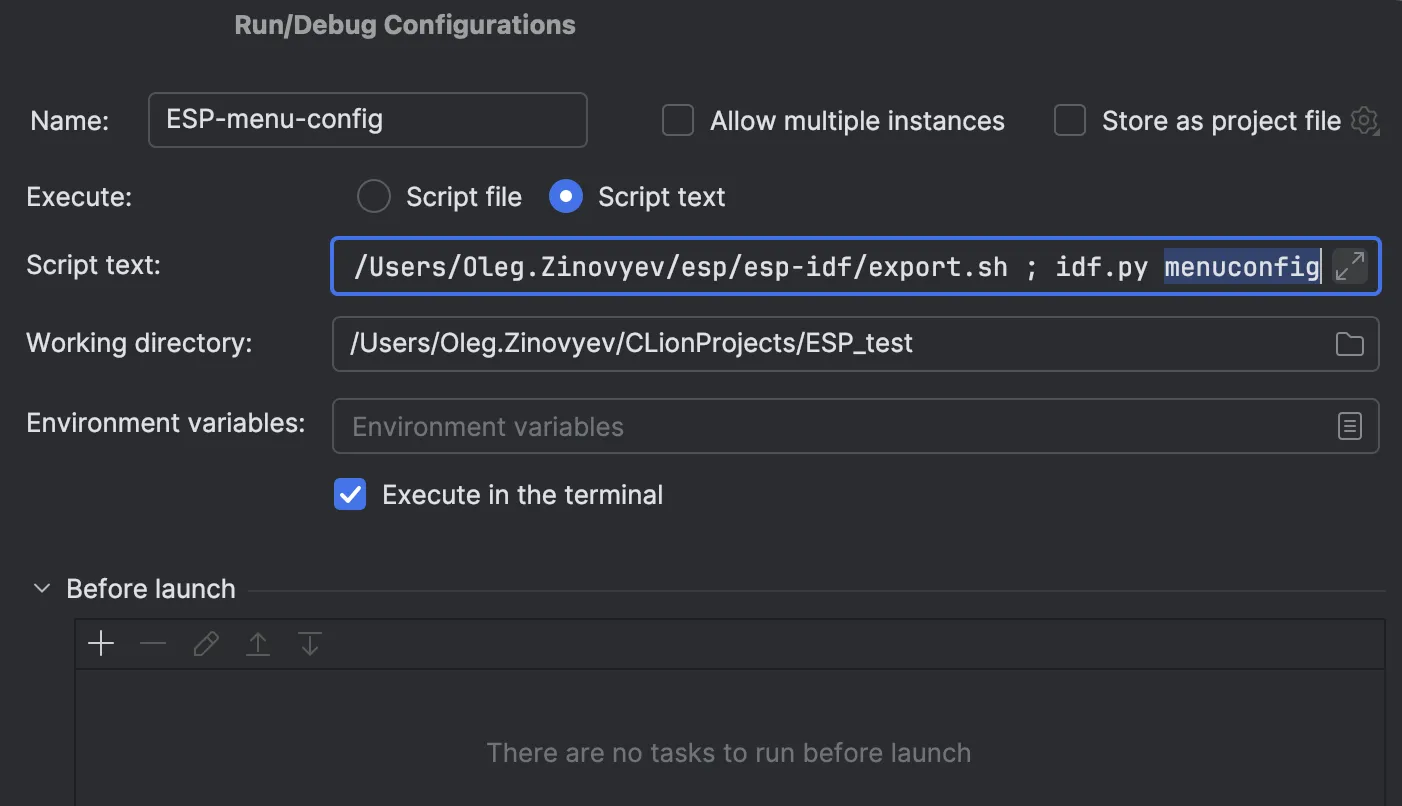 Run/Debug Configurations
Name: ESP-menu-config Allow multiple instances Store as project file
Execute: Script file Script text
Script text: /Users/Oleg.Zinovyev/esp/esp-idf/export.sh ; idf.py menuconfig
Working directory: /Users/Oleg.Zinovyev/CLionProjects/ESP_test
Environment variables: Environment variables
Execute in the terminal
Before launch
There are no tasks to run before launch